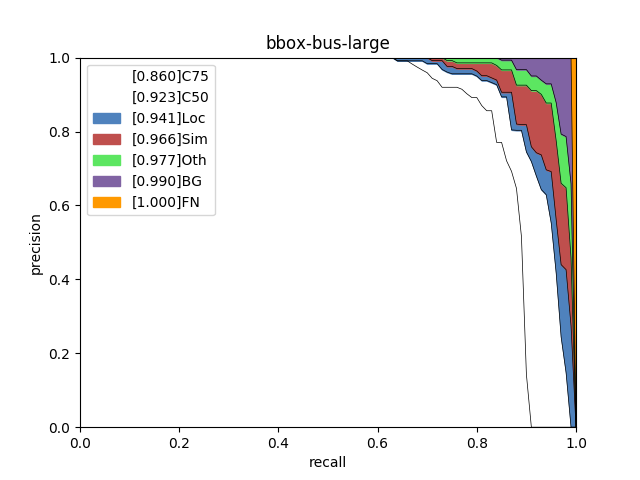 bbox-bus-large
1.0
0.8
0.6
0.4
0.2
0.0
precision
[0.860]C75
[0.923]C50
[0.941]Loc
[0.966]Sim
[0.977]Oth
[0.990]BG
[1.000]FN
0.0 0.2 0.4 0.6 0.8 1.0
recall